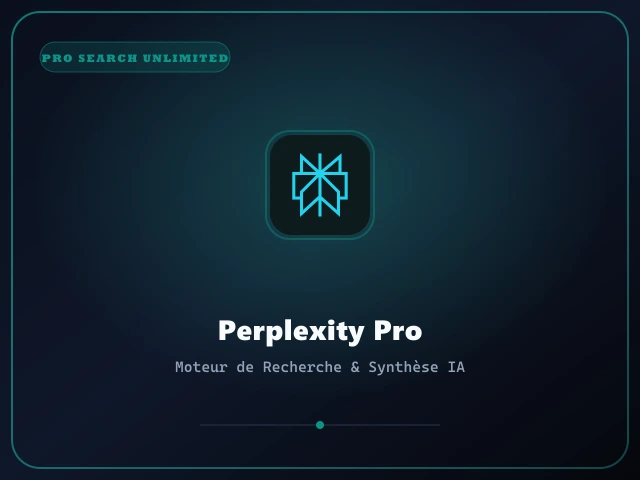 PRO SEARCH UNLIMITED
Perplexity Pro
Moteur de Recherche & Synthèse IA